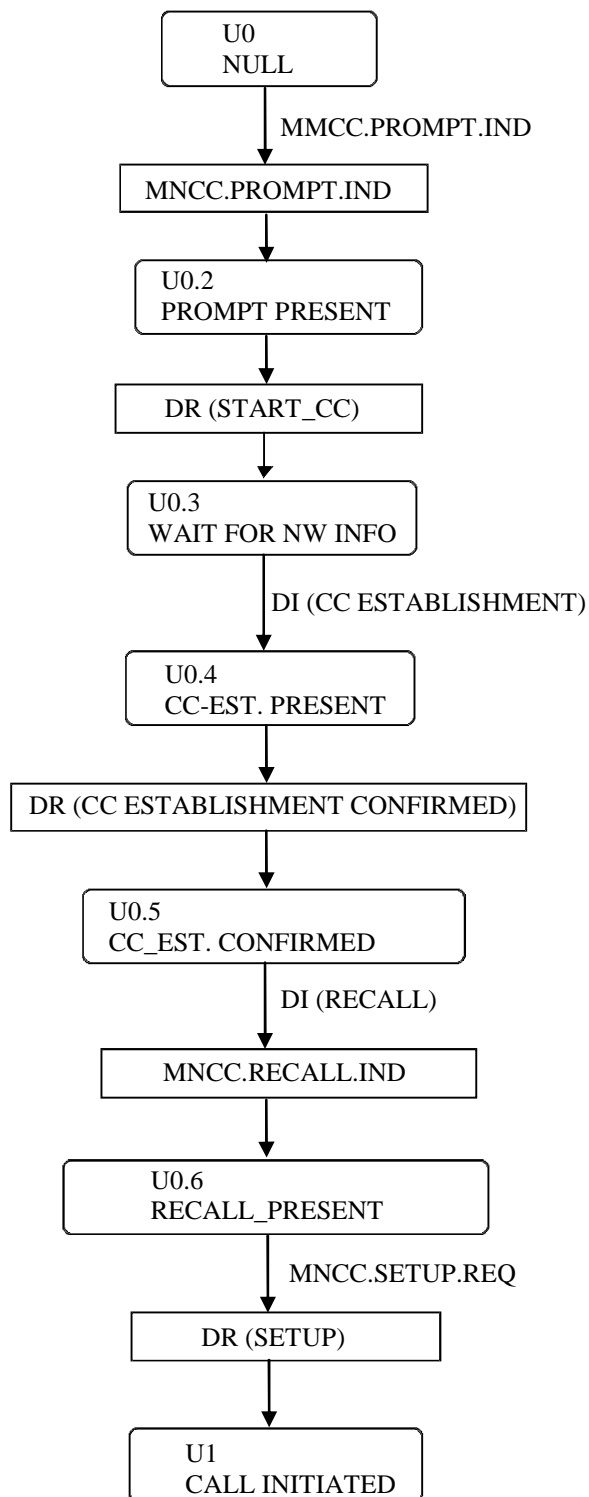 U0
NULL
MMCC.PROMPT.IND
MNCC.PROMPT.IND
U0.2
PROMPT PRESENT
DR (START_CC)
U0.3
WAIT FOR NW INFO
DI (CC ESTABLISHMENT)
U0.4
CC-EST. PRESENT
DR (CC ESTABLISHMENT CONFIRMED)
U0.5
CC_EST. CONFIRMED
DI (RECALL)
MNCC.RECALL.IND
U0.6
RECALL_PRESENT
MNCC.SETUP.REQ
DR (SETUP)
U1
CALL INITIATED